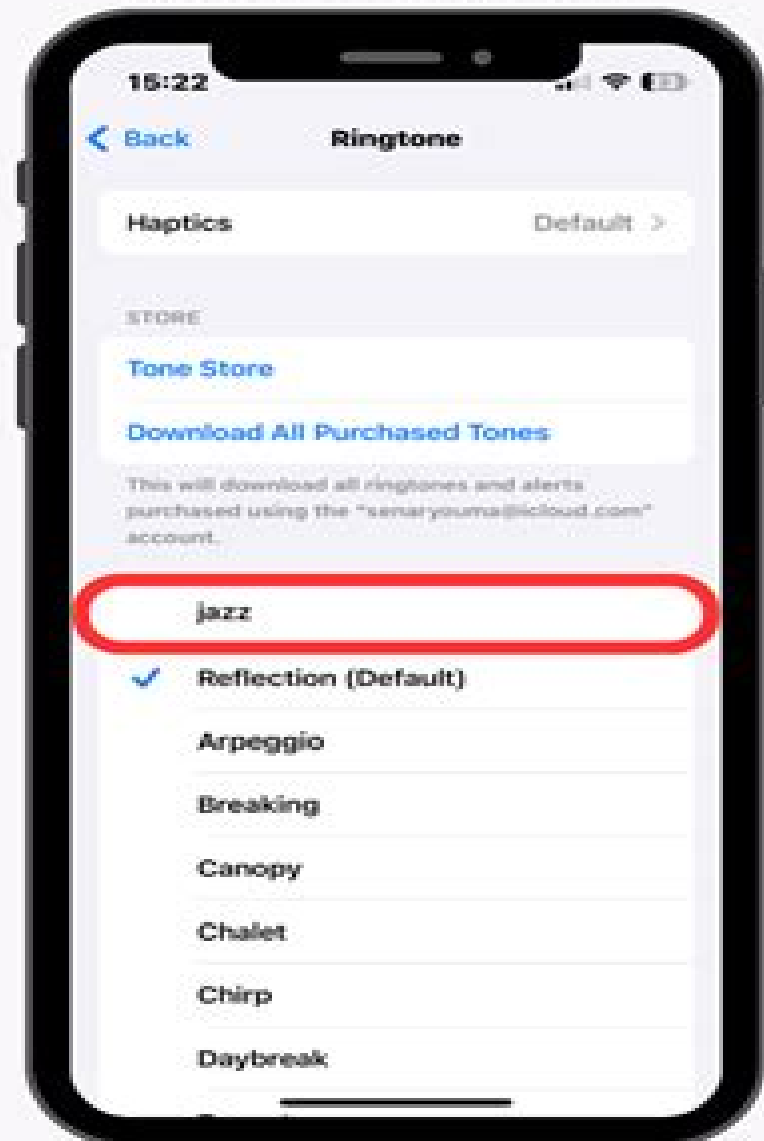 15:22
Back
Ringtone
Haptics
Default
STORE
Tone Store
Download All Purchased Tones
This will download all ringtones and alerts
purchased using the "senaryouma@icloud.com"
account.
jazz
Reflection (Default)
Arpeggio
Breaking
Canopy
Chalet
Chirp
Daybreak